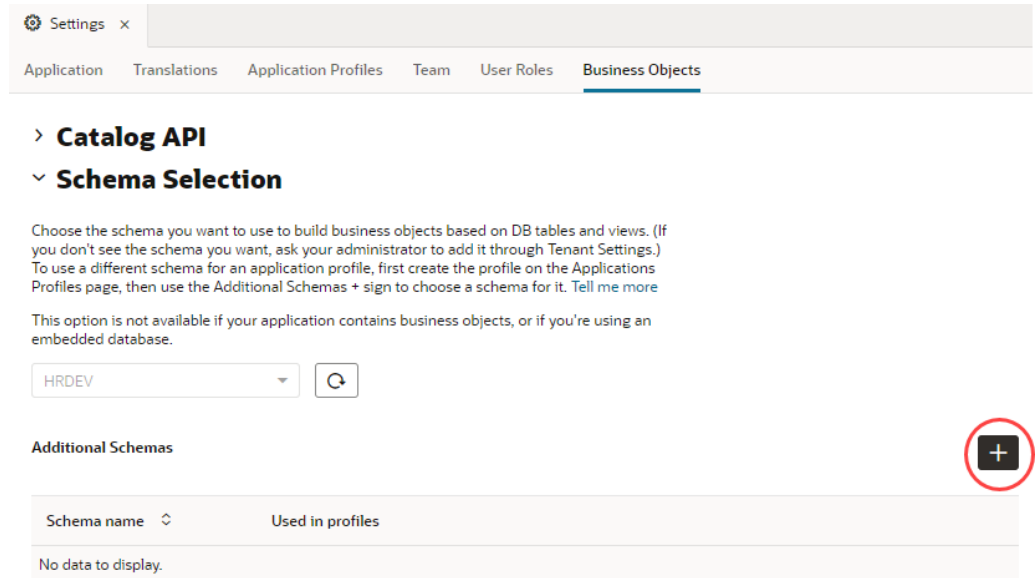 Settings ×
Application Translations Application Profiles Team User Roles Business Objects
Catalog API
Schema Selection
Choose the schema you want to use to build business objects based on DB tables and views. (If
you don't see the schema you want, ask your administrator to add it through Tenant Settings.)
To use a different schema for an application profile, first create the profile on the Applications
Profiles page, then use the Additional Schemas + sign to choose a schema for it. Tell me more
This option is not available if your application contains business objects, or if you're using an
embedded database.
HRDEV
Additional Schemas
+
Schema name Used in profiles
No data to display.